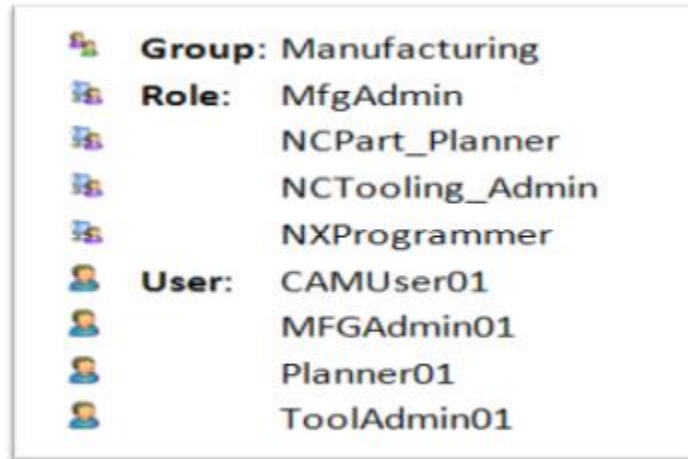 Group: Manufacturing
Role: MfgAdmin
NCPart_Planner
NCTooling_Admin
NXProgrammer
User: CAMUser01
MFGAdmin01
Planner01
ToolAdmin01